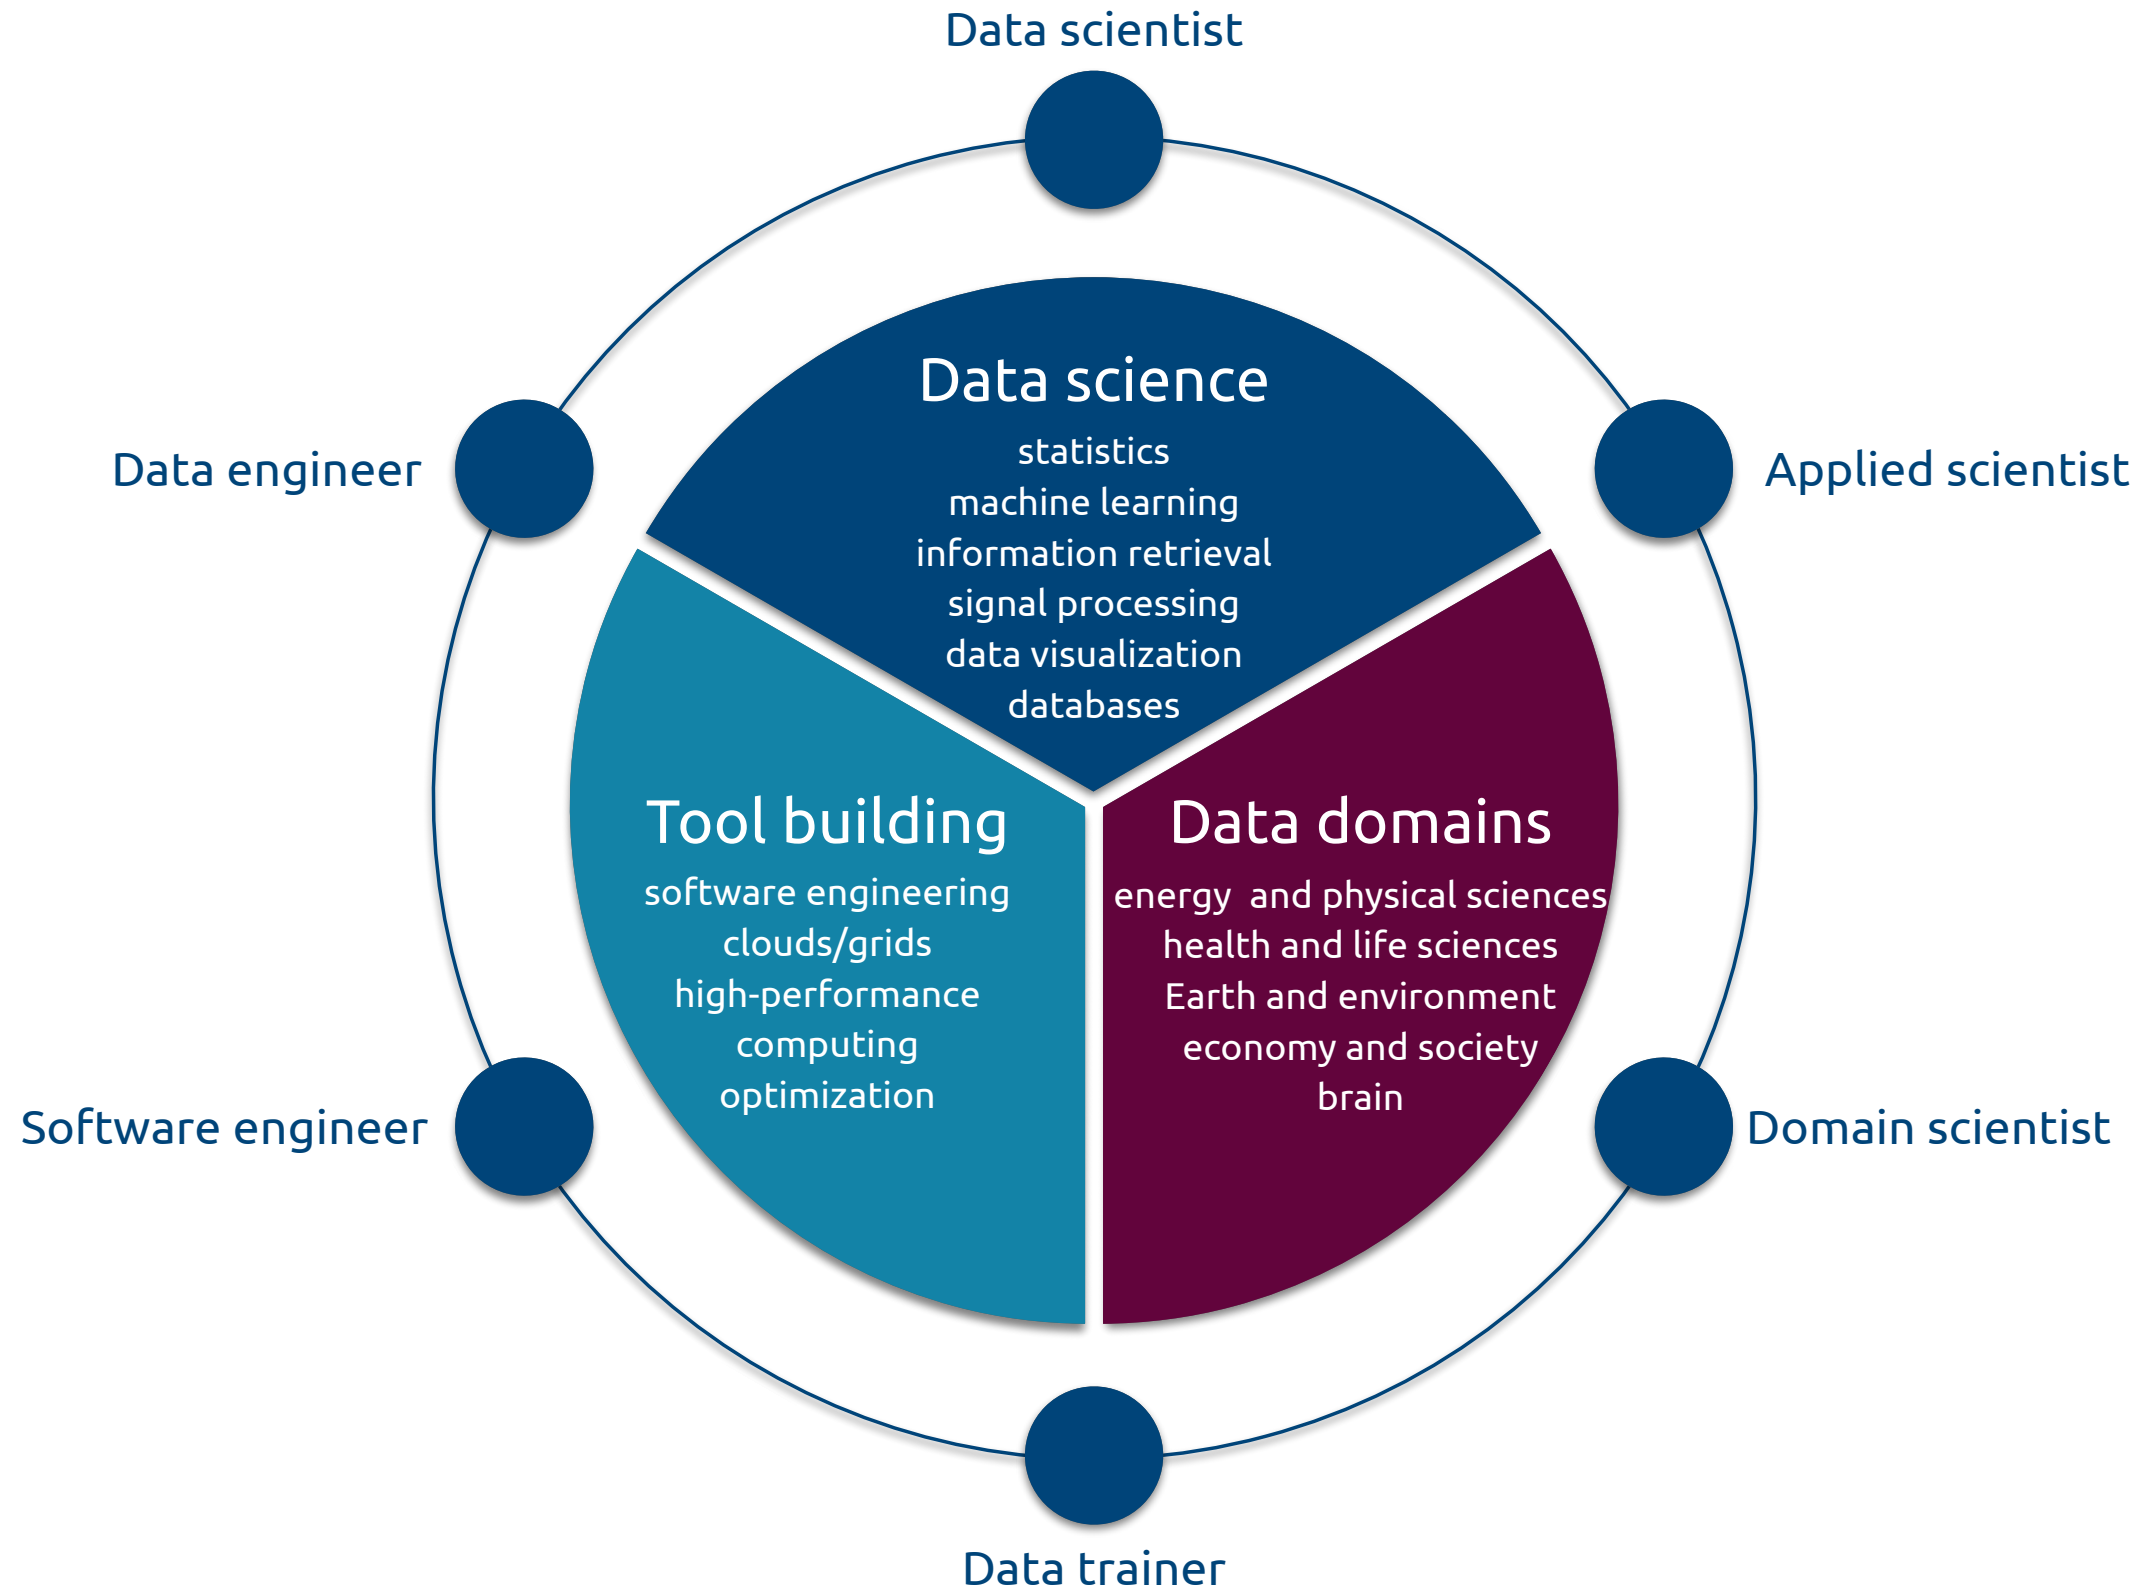 Data scientist
Data engineer
Applied scientist
Data science
statistics
machine learning
information retrieval
signal processing
data visualization
databases
Tool building
software engineering
clouds/grids
high-performance
computing
optimization
Data domains
energy  and physical sciences
health and life sciences
Earth and environment
economy and society
brain
Software engineer
Domain scientist
Data trainer